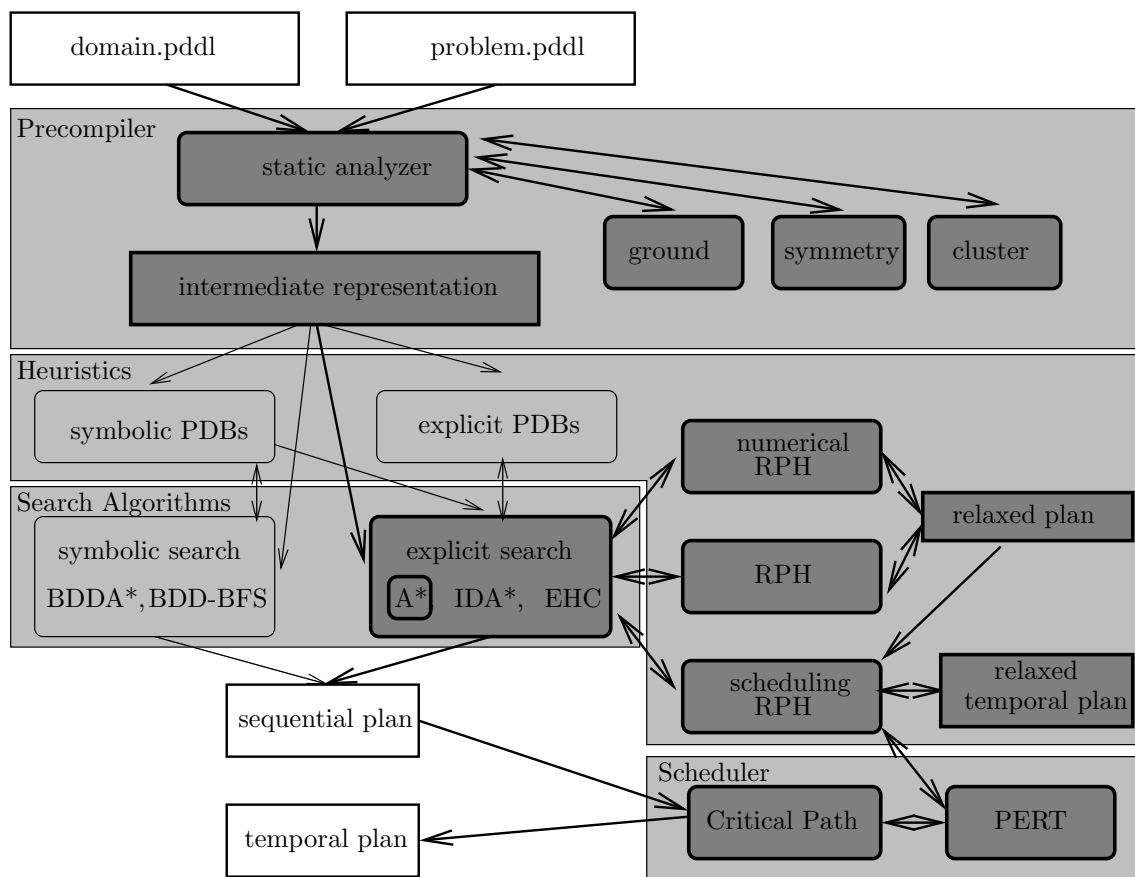 domain.pddl
problem.pddl
Precompiler
static analyzer
ground
symmetry
cluster
intermediate representation
Heuristics
symbolic PDBs
explicit PDBs
numerical
RPH
relaxed plan
Search Algorithms
symbolic search
BDDA*, BDD-BFS
explicit search
A*, IDA*, EHC
RPH
scheduling
RPH
relaxed
temporal plan
sequential plan
Scheduler
Critical Path
PERT
temporal plan